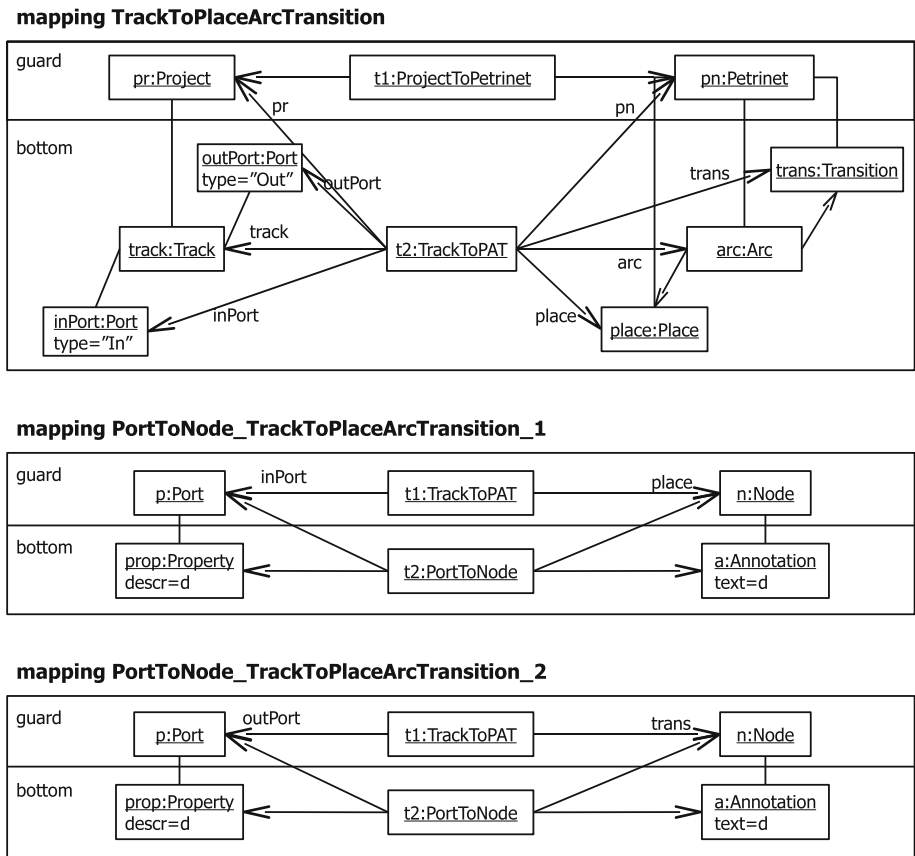 mapping TrackToPlaceArcTransition
guard
pr:Project
t1:ProjectToPetrinet
pn:Petrinet
pr
pn
bottom
outPort:Port
type="Out"
outPort
trans
trans:Transition
track:Track
track
t2:TrackToPAT
arc
arc:Arc
inPort:Port
type="In"
inPort
place
place:Place
mapping PortToNode_TrackToPlaceArcTransition_1
guard
p:Port
inPort
t1:TrackToPAT
place
n:Node
bottom
prop:Property
descr=d
t2:PortToNode
a:Annotation
text=d
mapping PortToNode_TrackToPlaceArcTransition_2
guard
p:Port
outPort
t1:TrackToPAT
trans
n:Node
bottom
prop:Property
descr=d
t2:PortToNode
a:Annotation
text=d